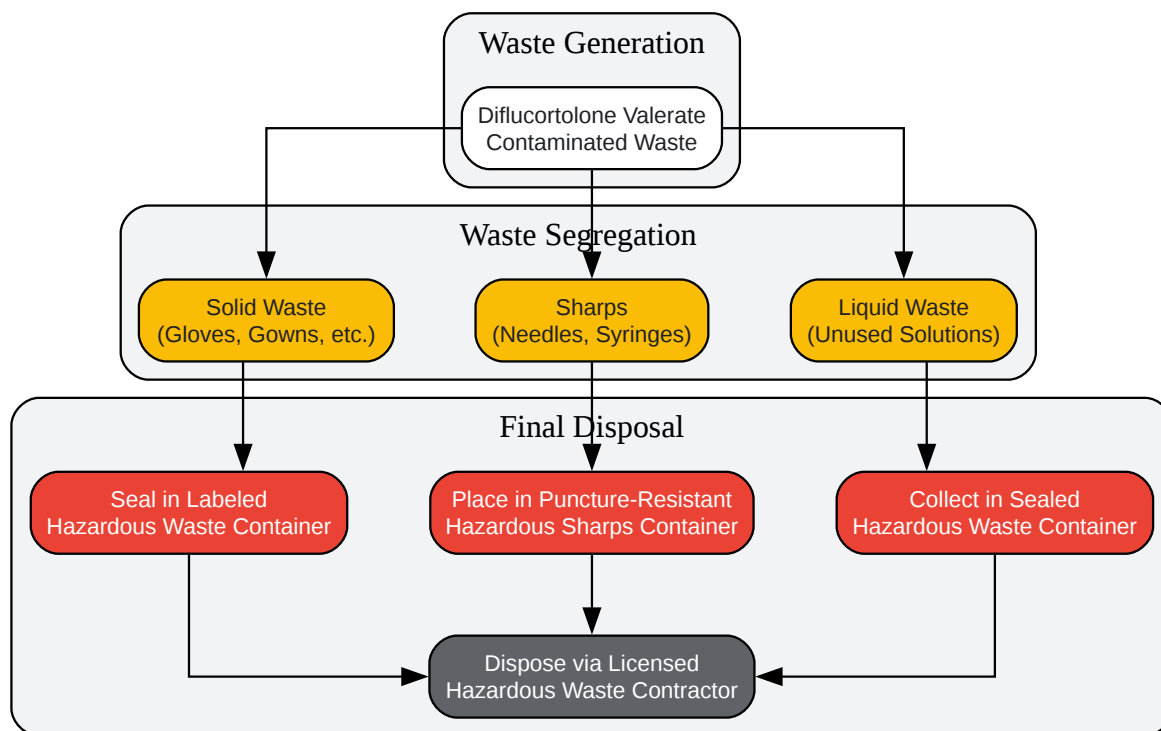 Waste Generation
Diflucortolone Valerate
Contaminated Waste
Waste Segregation
Solid Waste
(Gloves, Gowns, etc.)
Sharps
(Needles, Syringes)
Liquid Waste
(Unused Solutions)
Final Disposal
Seal in Labeled
Hazardous Waste Container
Place in Puncture-Resistant
Hazardous Sharps Container
Collect in Sealed
Hazardous Waste Container
Dispose via Licensed
Hazardous Waste Contractor